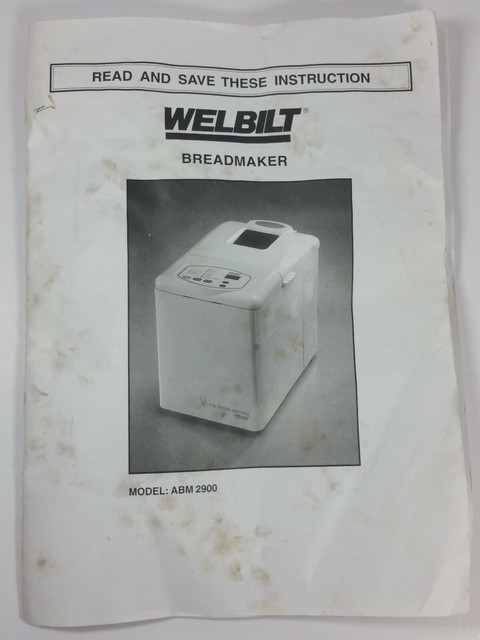 READ AND SAVE THESE INSTRUCTION
WELBILT®
BREADMAKER
MODEL: ABM 2900